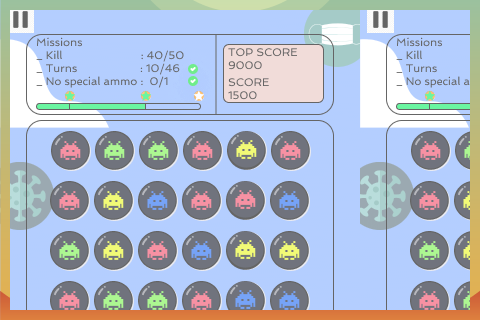 Missions
_ Kill : 40/50
_ Turns : 10/46
_ No special ammo : 0/1
TOP SCORE
9000
SCORE
1500
Missions
_ Kill
_ Turns
_ No special a